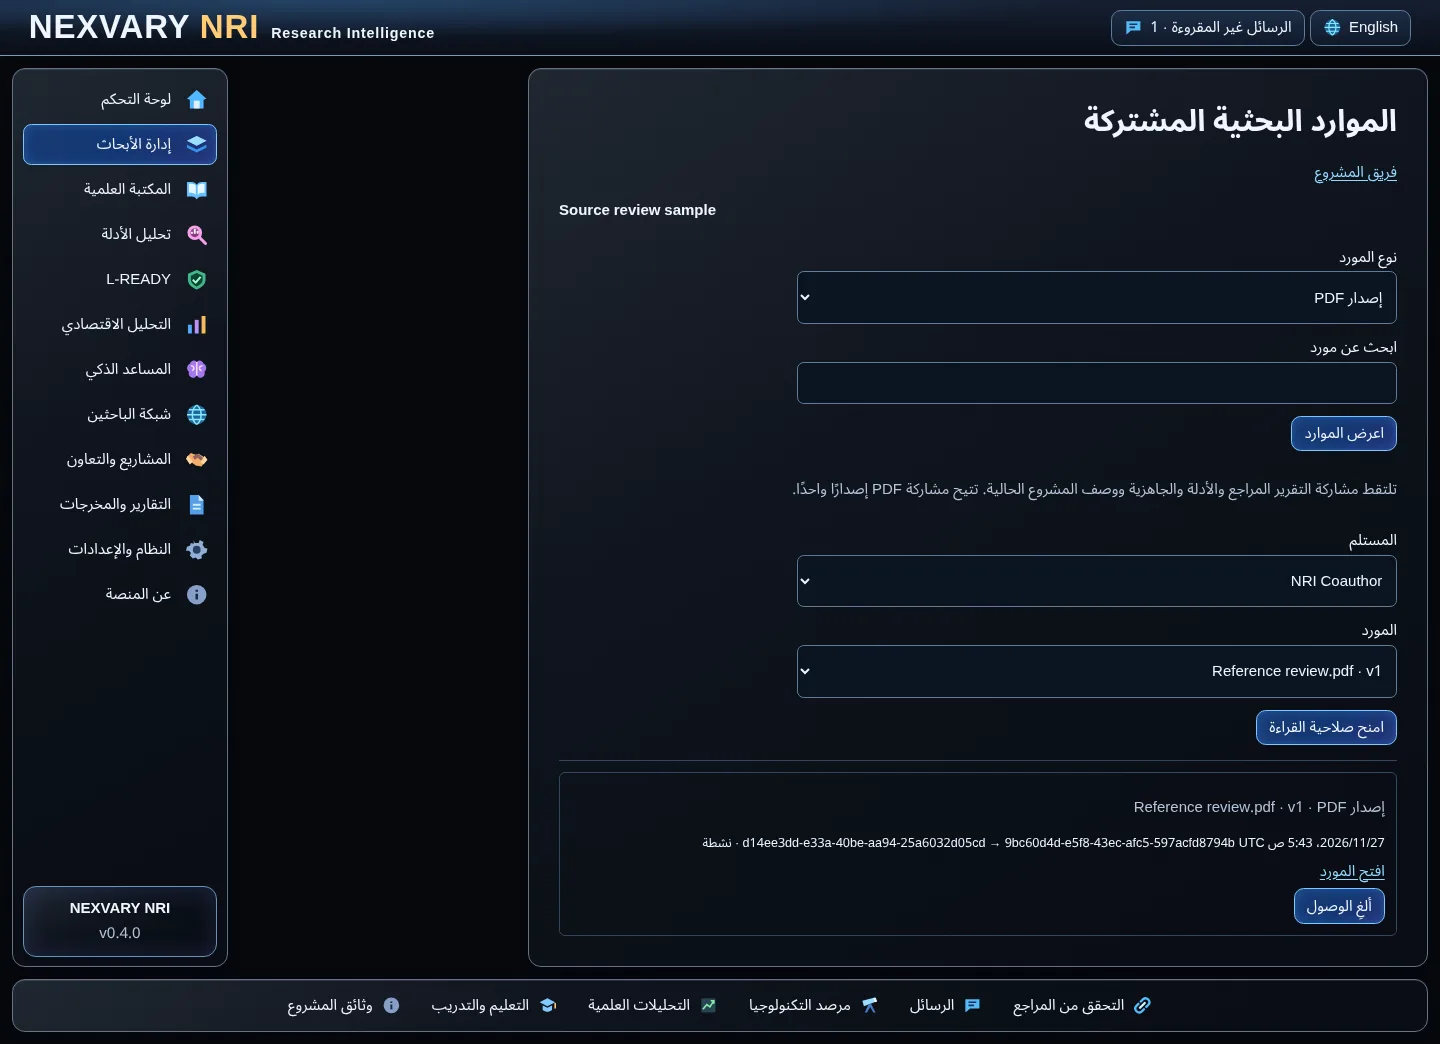 NEXVARY NRI Research Intelligence
الرسائل غير المقروءة · 1
English
لوحة التحكم
إدارة الأبحاث
المكتبة العلمية
تحليل الأدلة
L-READY
التحليل الاقتصادي
المساعد الذكي
شبكة الباحثين
المشاريع والتعاون
التقارير والمخرجات
النظام والإعدادات
عن المنصة
NEXVARY NRI
v0.4.0
الموارد البحثية المشتركة
فريق المشروع
Source review sample
نوع المورد
إصدار PDF
ابحث عن مورد
اعرض الموارد
تلتقط مشاركة التقرير المراجع والأدلة والجاهزية ووصف المشروع الحالية. تتيح مشاركة PDF إصدارًا واحدًا.
المستلم
NRI Coauthor
المورد
Reference review.pdf · v1
امنح صلاحية القراءة
إصدار PDF · Reference review.pdf · v1
27‏/11‏/2026، 5:43 ص UTC d14ee3dd-e33a-40be-aa94-25a6032d05cd → 9bc60d4d-e5f8-43ec-afc5-597acfd8794b · نشطة
افتح المورد
ألغِ الوصول
التحقق من المراجع
الرسائل
مرصد التكنولوجيا
التحليلات العلمية
التعليم والتدريب
وثائق المشروع